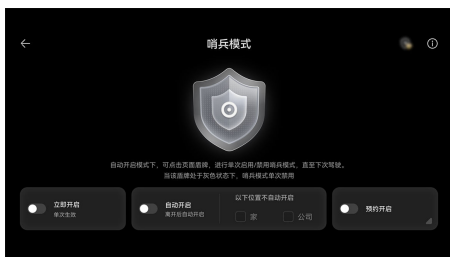 哨兵模式
自动开启模式下，可点击页面盾牌，进行单次启用/禁用哨兵模式，直至下次驾驶。
当该盾牌处于灰色状态下，哨兵模式单次禁用
立即开启
单次生效
自动开启
离开后自动开启
以下位置不自动开启
家
公司
预约开启